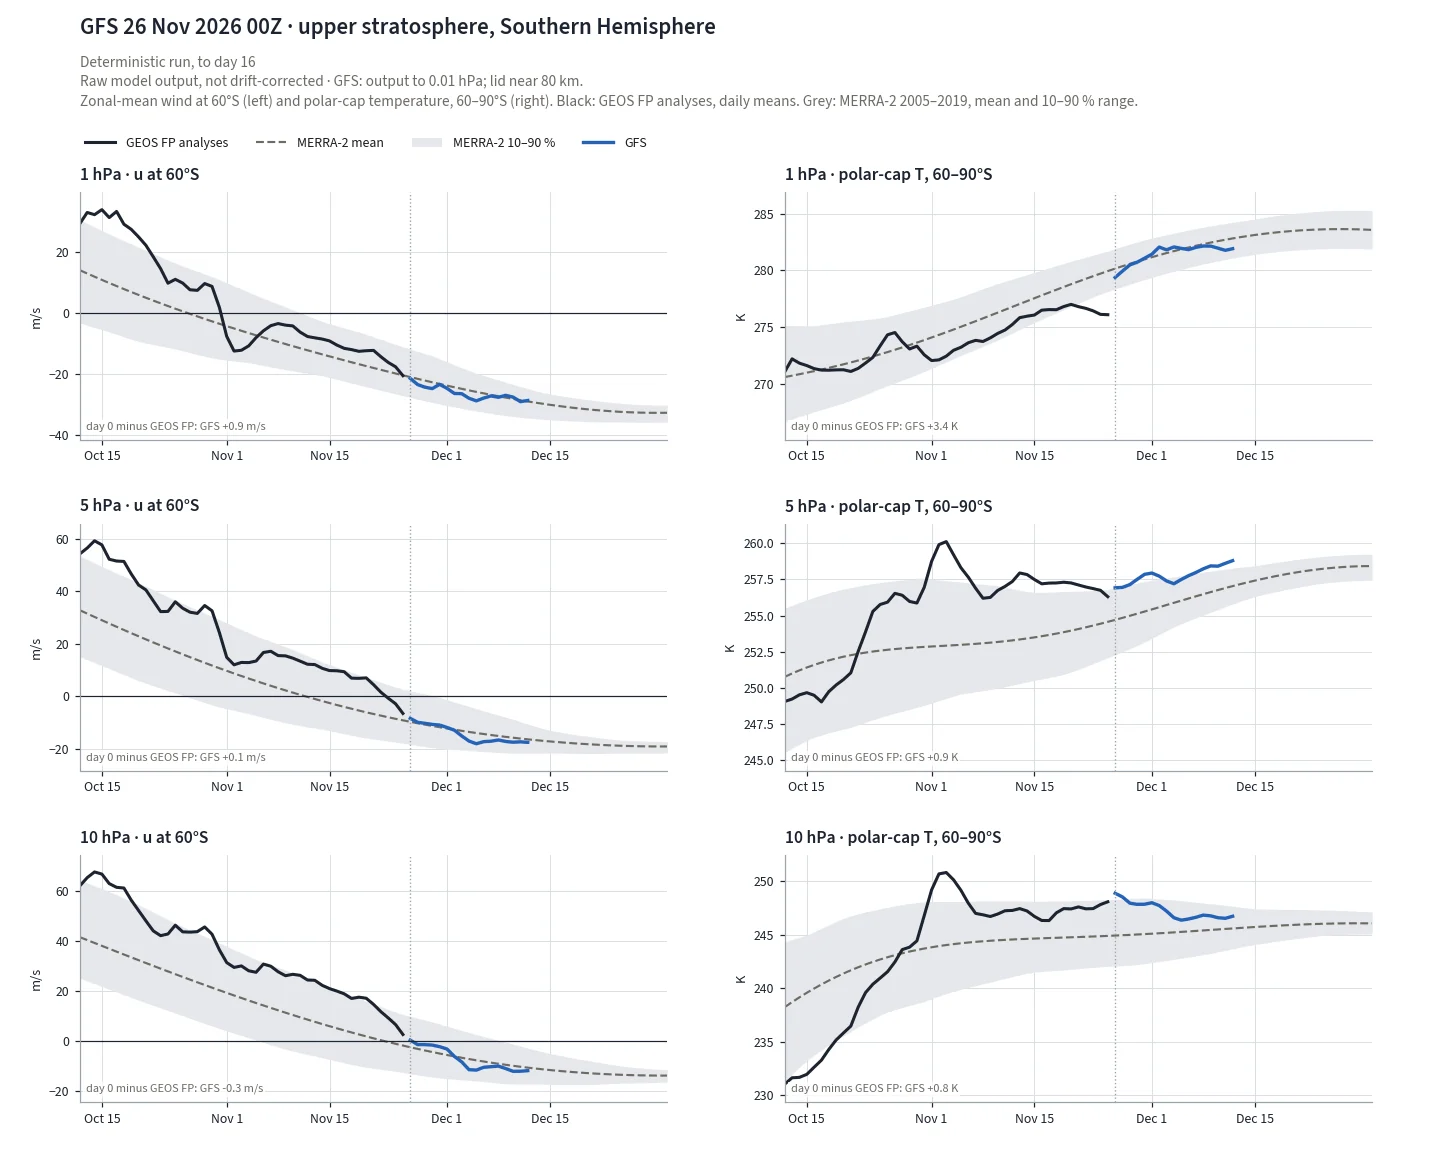 GFS 26 Nov 2026 00Z · upper stratosphere, Southern Hemisphere
Deterministic run, to day 16
Raw model output, not drift-corrected · GFS: output to 0.01 hPa; lid near 80 km.
Zonal-mean wind at 60°S (left) and polar-cap temperature, 60–90°S (right). Black: GEOS FP analyses, daily means. Grey: MERRA-2 2005–2019, mean and 10–90 % range.
GEOS FP analyses
MERRA-2 mean
MERRA-2 10–90 %
GFS
1 hPa · u at 60°S
m/s
20
0
−20
−40
day 0 minus GEOS FP: GFS +0.9 m/s
Oct 15
Nov 1
Nov 15
Dec 1
Dec 15
1 hPa · polar-cap T, 60–90°S
K
285
280
275
270
day 0 minus GEOS FP: GFS +3.4 K
Oct 15
Nov 1
Nov 15
Dec 1
Dec 15
5 hPa · u at 60°S
m/s
60
40
20
0
−20
day 0 minus GEOS FP: GFS +0.1 m/s
Oct 15
Nov 1
Nov 15
Dec 1
Dec 15
5 hPa · polar-cap T, 60–90°S
K
260.0
257.5
255.0
252.5
250.0
247.5
245.0
day 0 minus GEOS FP: GFS +0.9 K
Oct 15
Nov 1
Nov 15
Dec 1
Dec 15
10 hPa · u at 60°S
m/s
60
40
20
0
−20
day 0 minus GEOS FP: GFS -0.3 m/s
Oct 15
Nov 1
Nov 15
Dec 1
Dec 15
10 hPa · polar-cap T, 60–90°S
K
250
245
240
235
230
day 0 minus GEOS FP: GFS +0.8 K
Oct 15
Nov 1
Nov 15
Dec 1
Dec 15